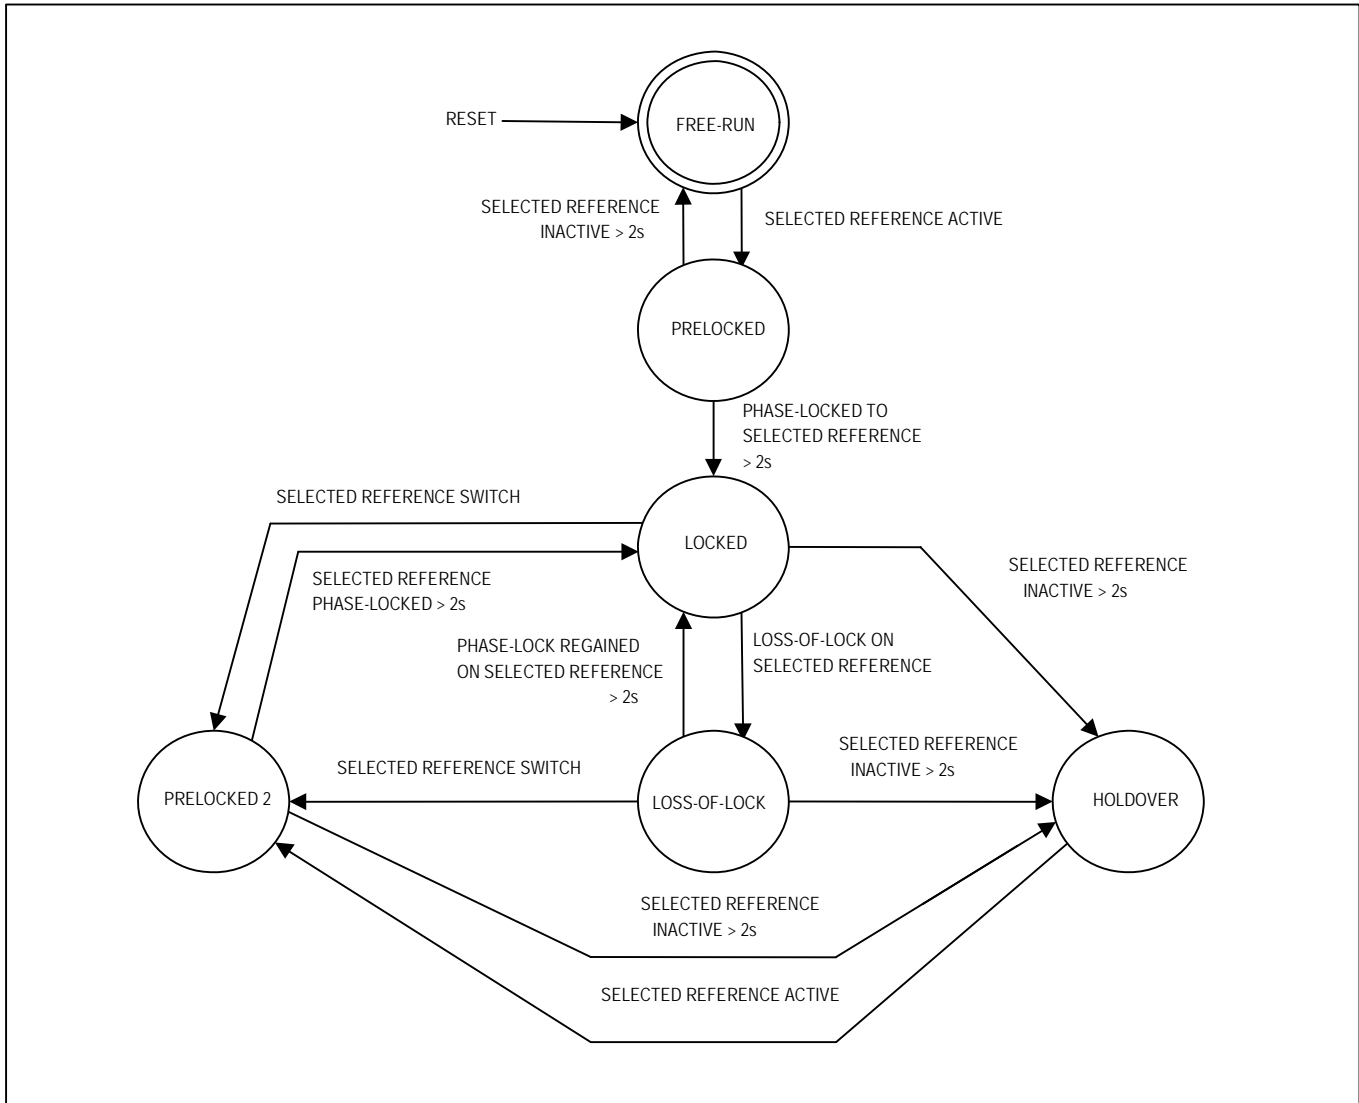 RESET
FREE-RUN
SELECTED REFERENCE
INACTIVE > 2s
SELECTED REFERENCE ACTIVE
PRELOCKED
PHASE-LOCKED TO
SELECTED REFERENCE
> 2s
SELECTED REFERENCE SWITCH
LOCKED
SELECTED REFERENCE
INACTIVE > 2s
SELECTED REFERENCE
PHASE-LOCKED > 2s
PHASE-LOCK REGAINED
ON SELECTED REFERENCE
> 2s
LOSS-OF-LOCK ON
SELECTED REFERENCE
SELECTED REFERENCE
INACTIVE > 2s
SELECTED REFERENCE SWITCH
PRELOCKED 2
LOSS-OF-LOCK
HOLDOVER
SELECTED REFERENCE
INACTIVE > 2s
SELECTED REFERENCE ACTIVE